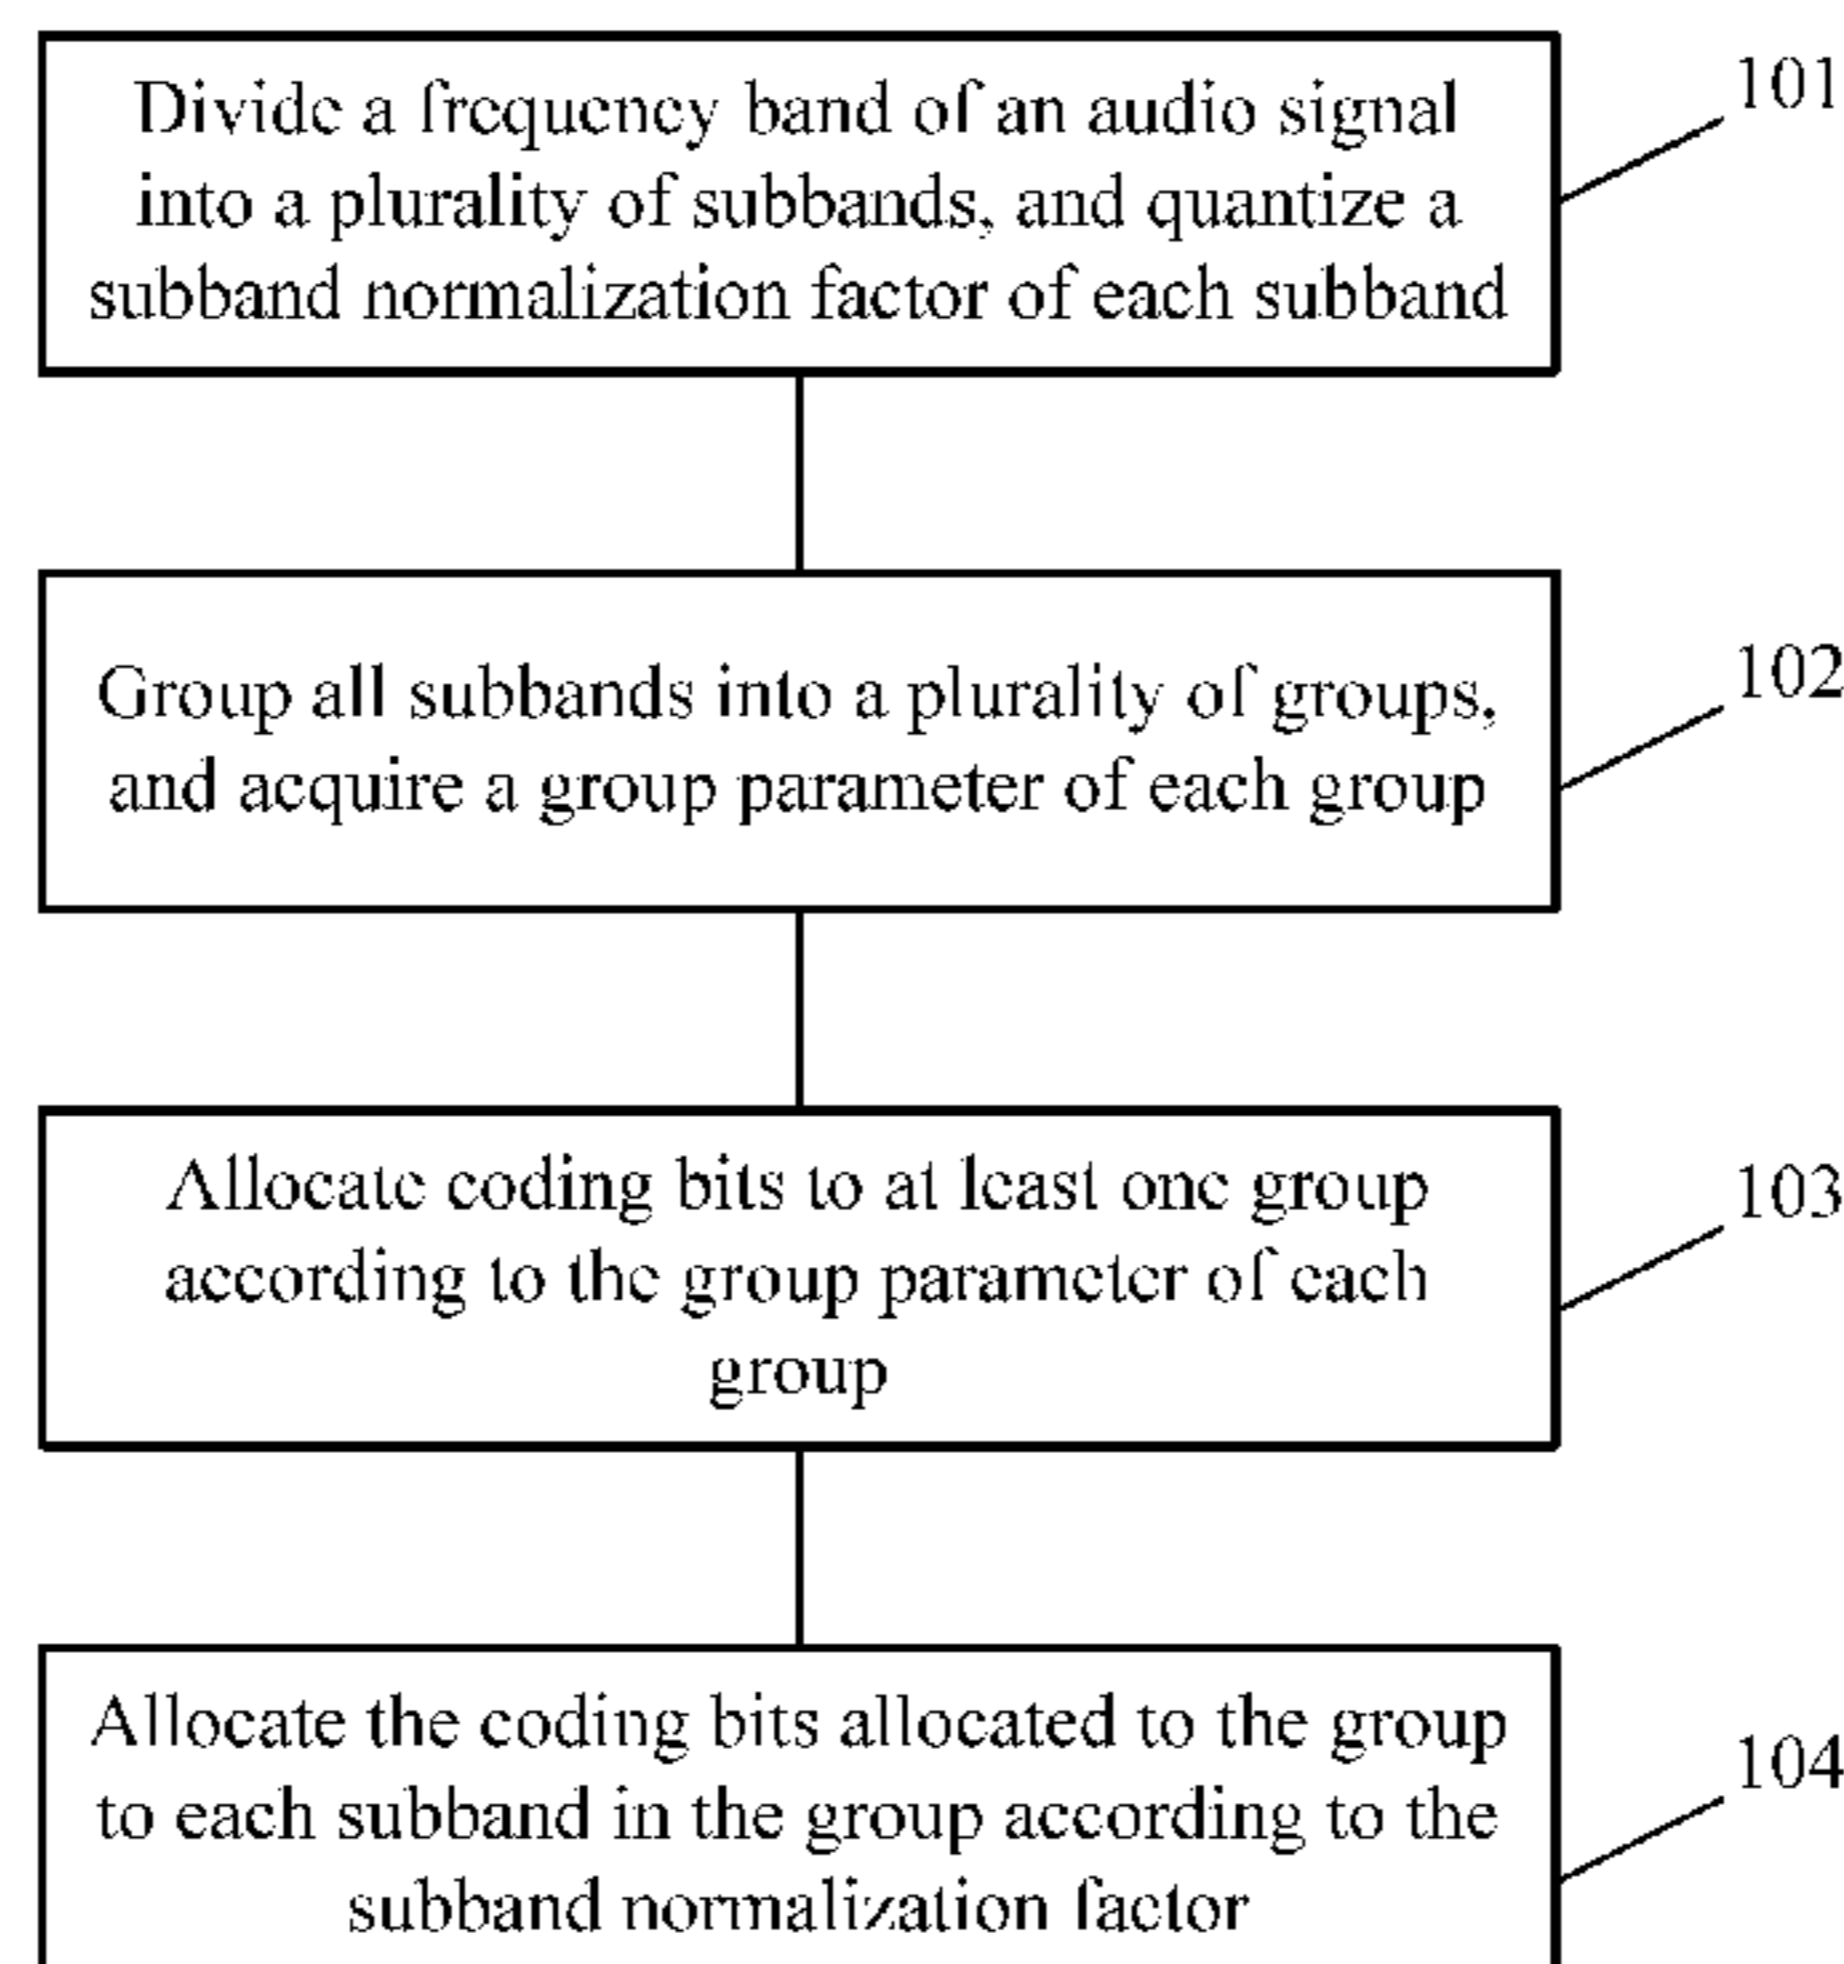 Divide a frequency band of an audio signal
into a plurality of subbands, and quantize a
subband normalization factor of each subband
101
Group all subbands into a plurality of groups,
and acquire a group parameter of each group
102
Allocate coding bits to at least one group
according to the group parameter of each
group
103
Allocate the coding bits allocated to the group
to each subband in the group according to the
subband normalization factor
104